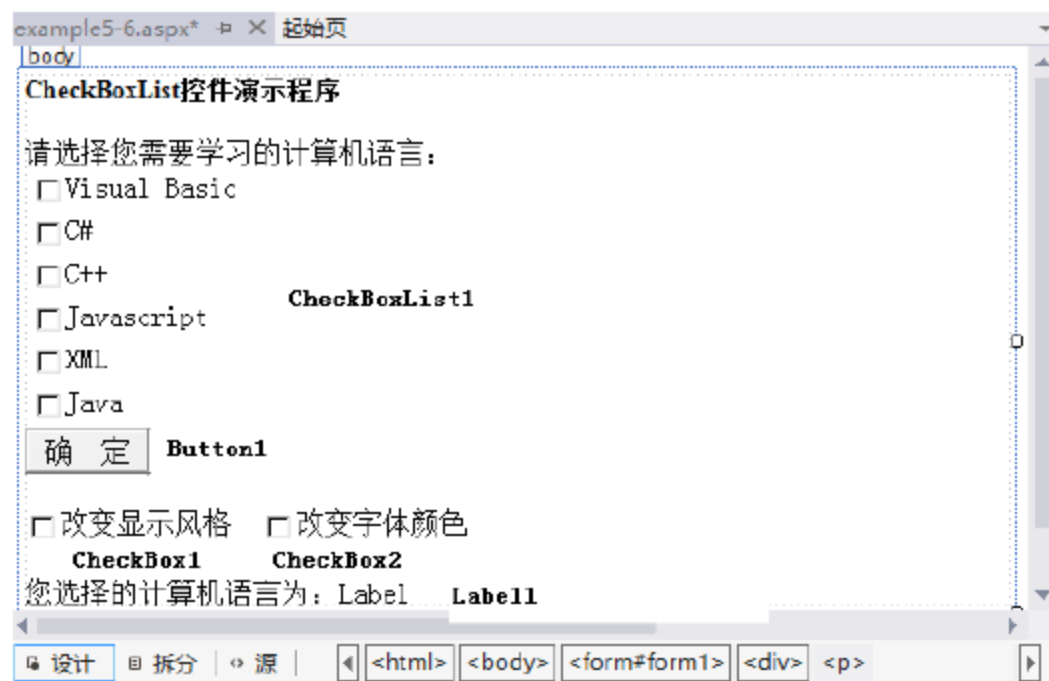 example5-6.aspx* 起始页
body
CheckBoxList控件演示程序
请选择您需要学习的计算机语言：
Visual Basic
C#
C++
CheckBoxList1
Javascript
XML
Java
确 定 Button1
改变显示风格 改变字体颜色
CheckBox1 CheckBox2
您选择的计算机语言为：Label Label1
设计 拆分 源 <html> <body> <form#form1> <div> <p>